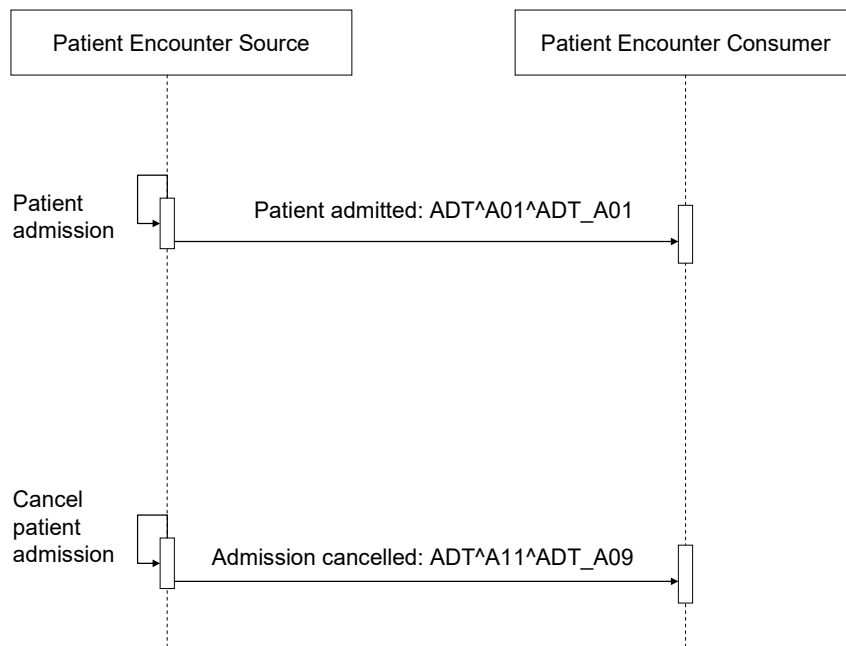 Patient Encounter Source
Patient Encounter Consumer
Patient
admission
Patient admitted: ADT^A01^ADT_A01
Cancel
patient
admission
Admission cancelled: ADT^A11^ADT_A09